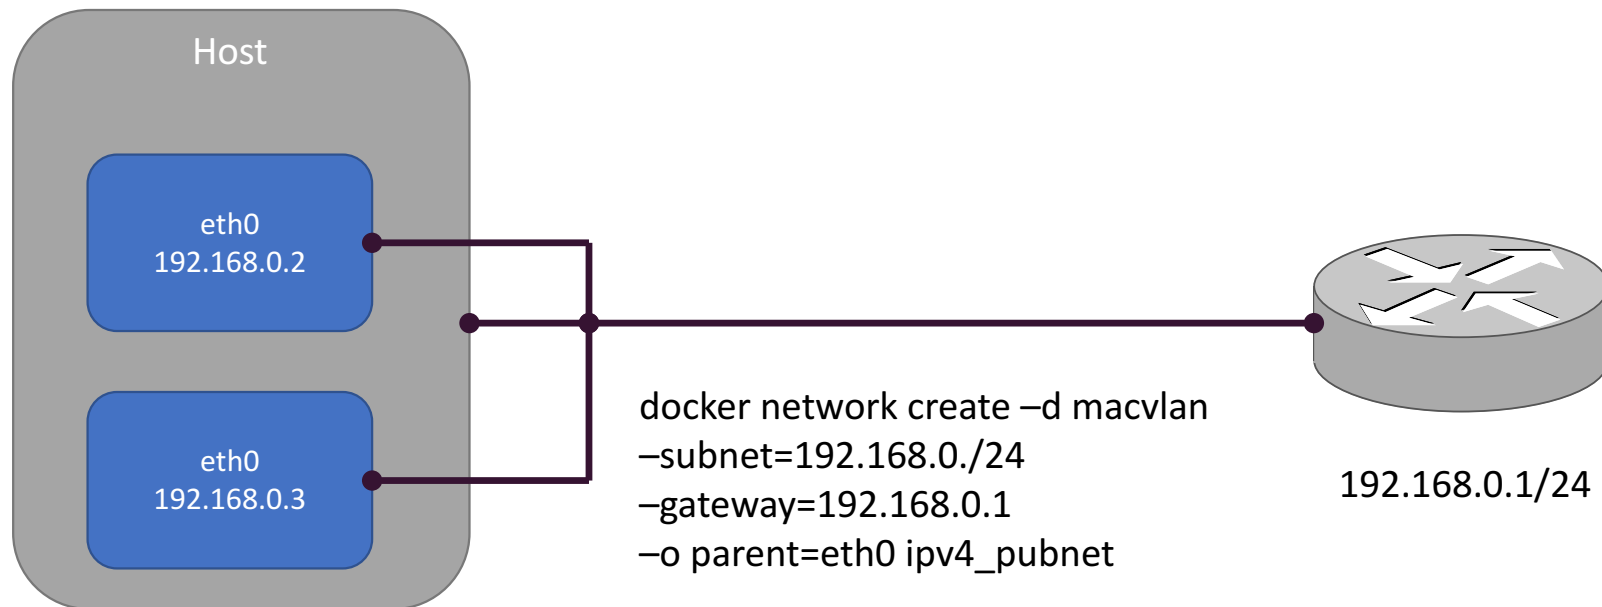 Host
eth0
192.168.0.2
eth0
192.168.0.3
docker network create –d macvlan
–subnet=192.168.0./24
–gateway=192.168.0.1
–o parent=eth0 ipv4_pubnet
192.168.0.1/24